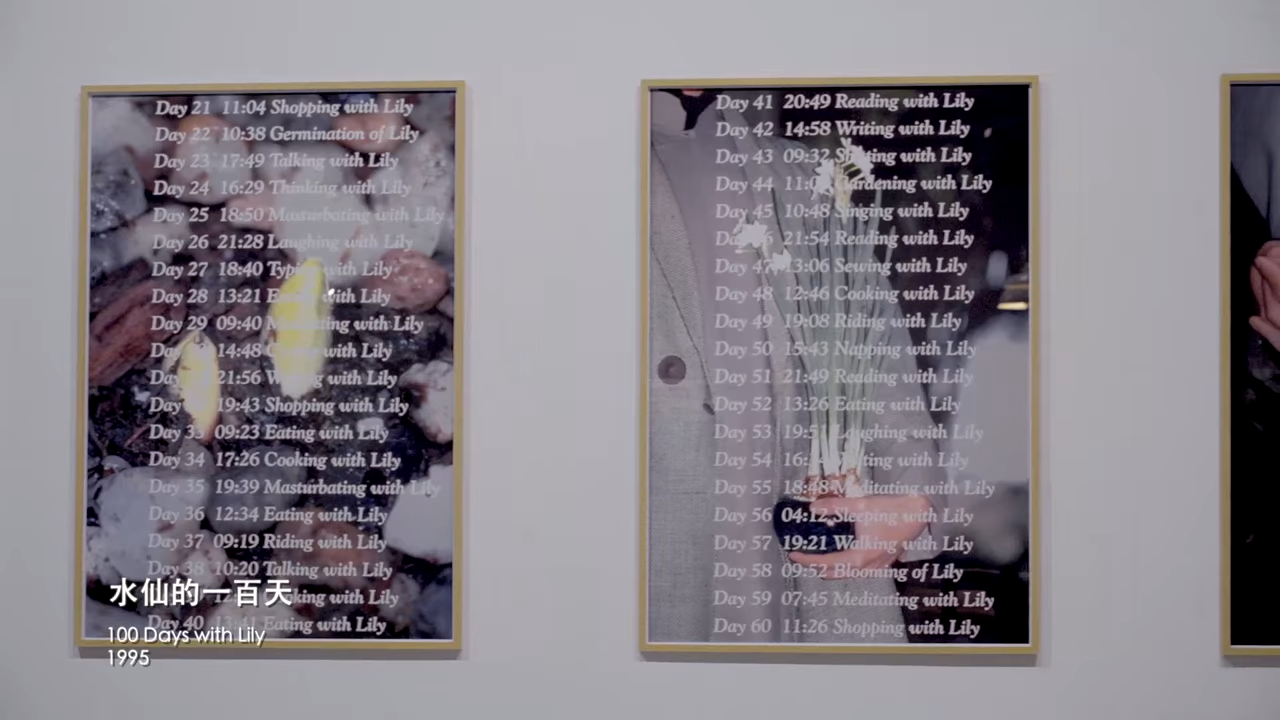 Day 21 11:04 Shopping with Lily
Day 22 10:38 Germination of Lily
Day 23 17:49 Talking with Lily
Day 24 16:29 Thinking with Lily
Day 25 18:50 Masturbating with Lily
Day 26 21:28 Laughing with Lily
Day 27 18:40 Typing with Lily
Day 28 13:21 with Lily
Day 29 09:40 with Lily
Day 14:48 with Lily
Day 21:56 with Lily
Day 19:43 Shopping with Lily
Day 33 09:23 Eating with Lily
Day 34 17:26 Cooking with Lily
Day 35 19:39 Masturbating with Lily
Day 36 12:34 Eating with Lily
Day 37 09:19 Riding with Lily
Day 38 10:20 Talking with Lily
with Lily
Day 40 Eating with Lily
水仙的一百天
100 Days with Lily
1995
Day 41 20:49 Reading with Lily
Day 42 14:58 Writing with Lily
Day 43 09:32 with Lily
Day 44 Gardening with Lily
Day 45 10:48 Singing with Lily
21:54 Reading with Lily
Day 47 13:06 Sewing with Lily
Day 48 12:46 Cooking with Lily
Day 49 19:08 Riding with Lily
Day 50 15:43 Napping with Lily
Day 51 21:49 Reading with Lily
Day 52 13:26 Eating with Lily
Day 53 Laughing with Lily
Day 54 with Lily
Day 55 18:48 Meditating with Lily
Day 56 04:12 Sleeping with Lily
Day 57 19:21 Walking with Lily
Day 58 09:52 Blooming of Lily
Day 59 07:45 Meditating with Lily
Day 60 11:26 Shopping with Lily